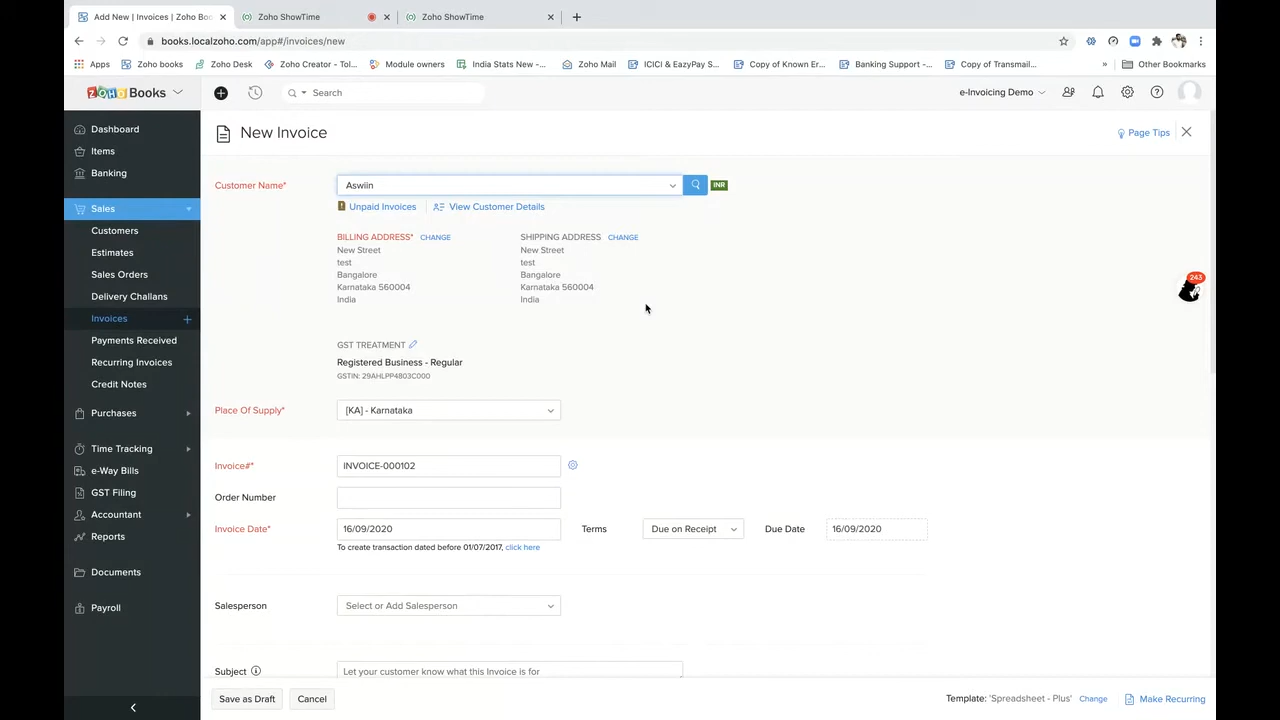 Add New | Invoices | Zoho Boo
Zoho ShowTime
Zoho ShowTime
books.localzoho.com/app#/invoices/new
Apps
Zoho books
Zoho Desk
Zoho Creator - Tol...
Module owners
India Stats New -...
Zoho Mail
ICICI & EazyPay S...
Copy of Known Er...
Banking Support -...
Copy of Transmail...
»
Other Bookmarks
ZOHO Books
Search
e-Invoicing Demo
Dashboard
Items
Banking
Sales
Customers
Estimates
Sales Orders
Delivery Challans
Invoices +
Payments Received
Recurring Invoices
Credit Notes
Purchases
Time Tracking
e-Way Bills
GST Filing
Accountant
Reports
Documents
Payroll
New Invoice
Page Tips
Customer Name*
Aswiin
INR
Unpaid Invoices
View Customer Details
BILLING ADDRESS* CHANGE
New Street
test
Bangalore
Karnataka 560004
India
SHIPPING ADDRESS CHANGE
New Street
test
Bangalore
Karnataka 560004
India
243
GST TREATMENT
Registered Business - Regular
GSTIN: 29AHLPP4803C000
Place Of Supply*
[KA] - Karnataka
Invoice#*
INVOICE-000102
Order Number
Invoice Date*
16/09/2020
Terms
Due on Receipt
Due Date
16/09/2020
To create transaction dated before 01/07/2017, click here
Salesperson
Select or Add Salesperson
Subject
Let your customer know what this Invoice is for
Save as Draft
Cancel
Template: 'Spreadsheet - Plus' Change
Make Recurring